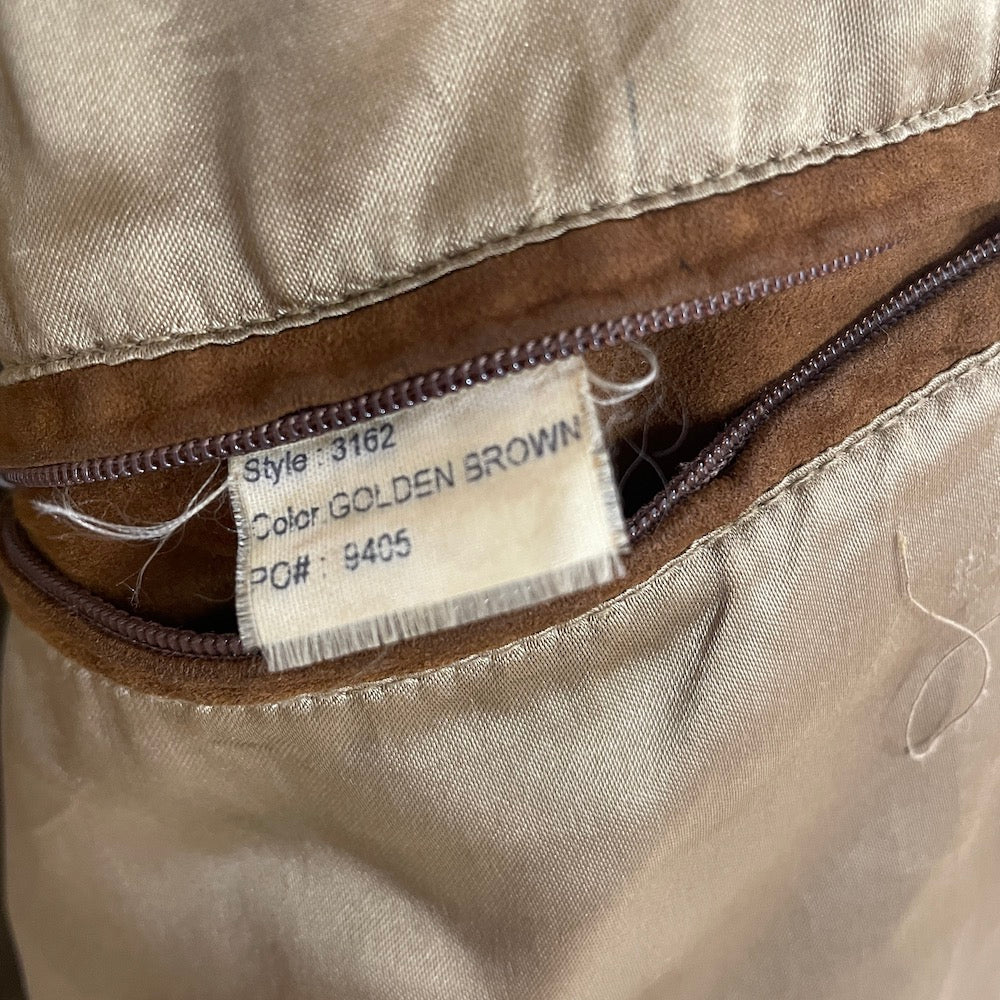 Style : 3162
Color.GOLDEN BROWN
PO# : 9405